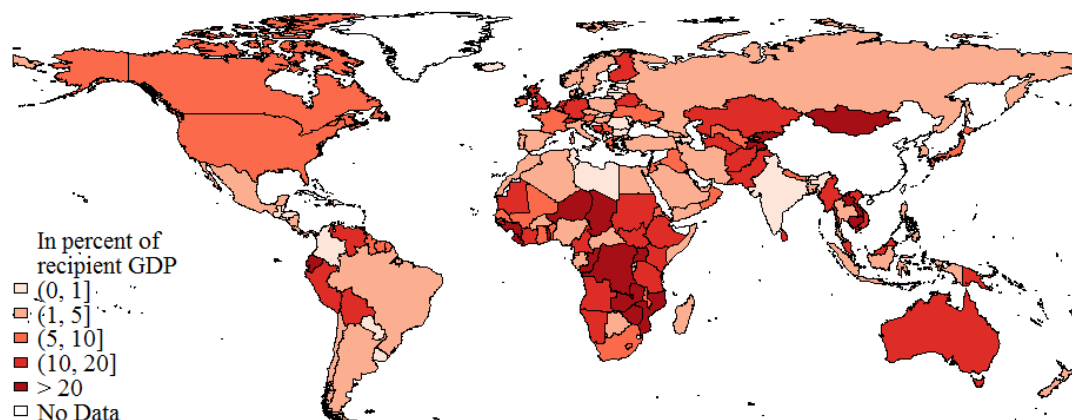 In percent of
recipient GDP
(0, 1]
(1, 5]
(5, 10]
(10, 20]
> 20
No Data